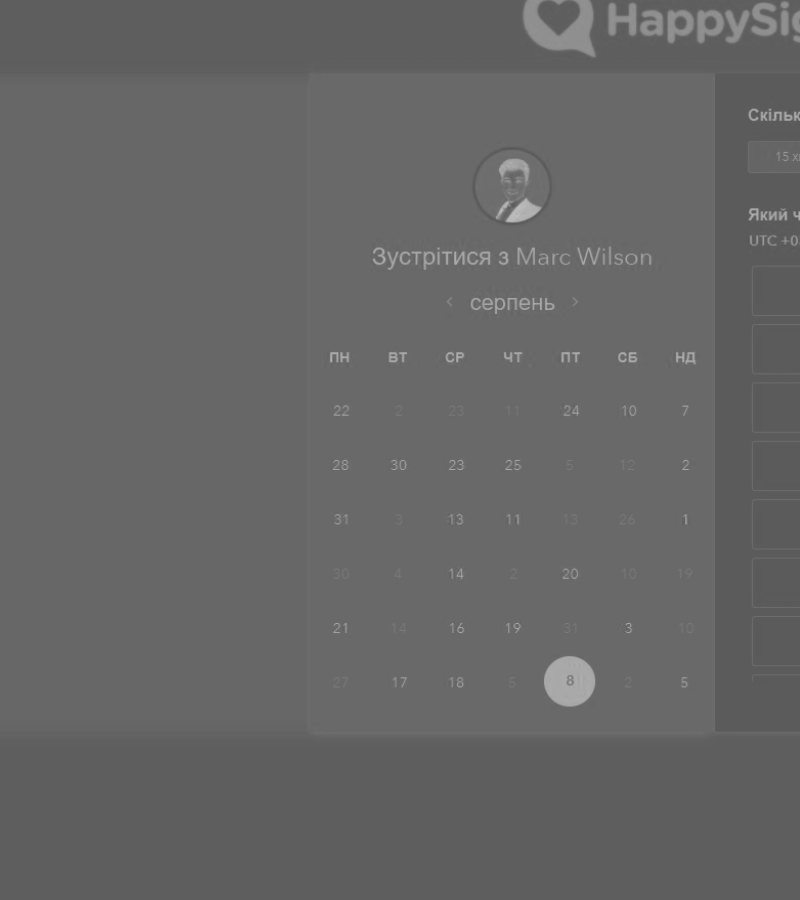 HappySig
Зустрітися з Marc Wilson
серпень
ПН ВТ СР ЧТ ПТ СБ НД
22 2 23 11 24 10 7
28 30 23 25 5 12 2
31 3 13 11 13 26 1
30 4 14 2 20 10 19
21 14 16 19 31 3 10
27 17 18 5 8 2 5
Скільк
15 х
Який ч
UTC +0